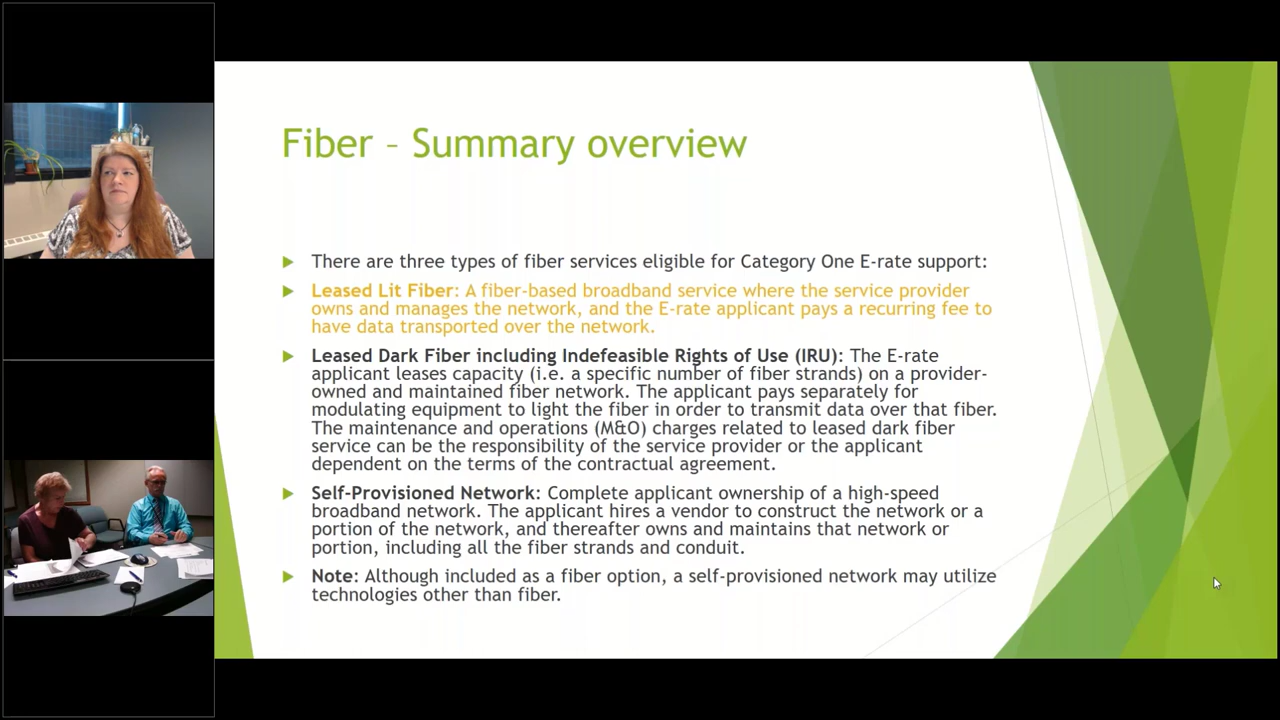 Fiber – Summary overview
There are three types of fiber services eligible for Category One E-rate support:
Leased Lit Fiber: A fiber-based broadband service where the service provider
owns and manages the network, and the E-rate applicant pays a recurring fee to
have data transported over the network.
Leased Dark Fiber including Indefeasible Rights of Use (IRU): The E-rate
applicant leases capacity (i.e. a specific number of fiber strands) on a provider-
owned and maintained fiber network. The applicant pays separately for
modulating equipment to light the fiber in order to transmit data over that fiber.
The maintenance and operations (M&O) charges related to leased dark fiber
service can be the responsibility of the service provider or the applicant
dependent on the terms of the contractual agreement.
Self-Provisioned Network: Complete applicant ownership of a high-speed
broadband network. The applicant hires a vendor to construct the network or a
portion of the network, and thereafter owns and maintains that network or
portion, including all the fiber strands and conduit.
Note: Although included as a fiber option, a self-provisioned network may utilize
technologies other than fiber.